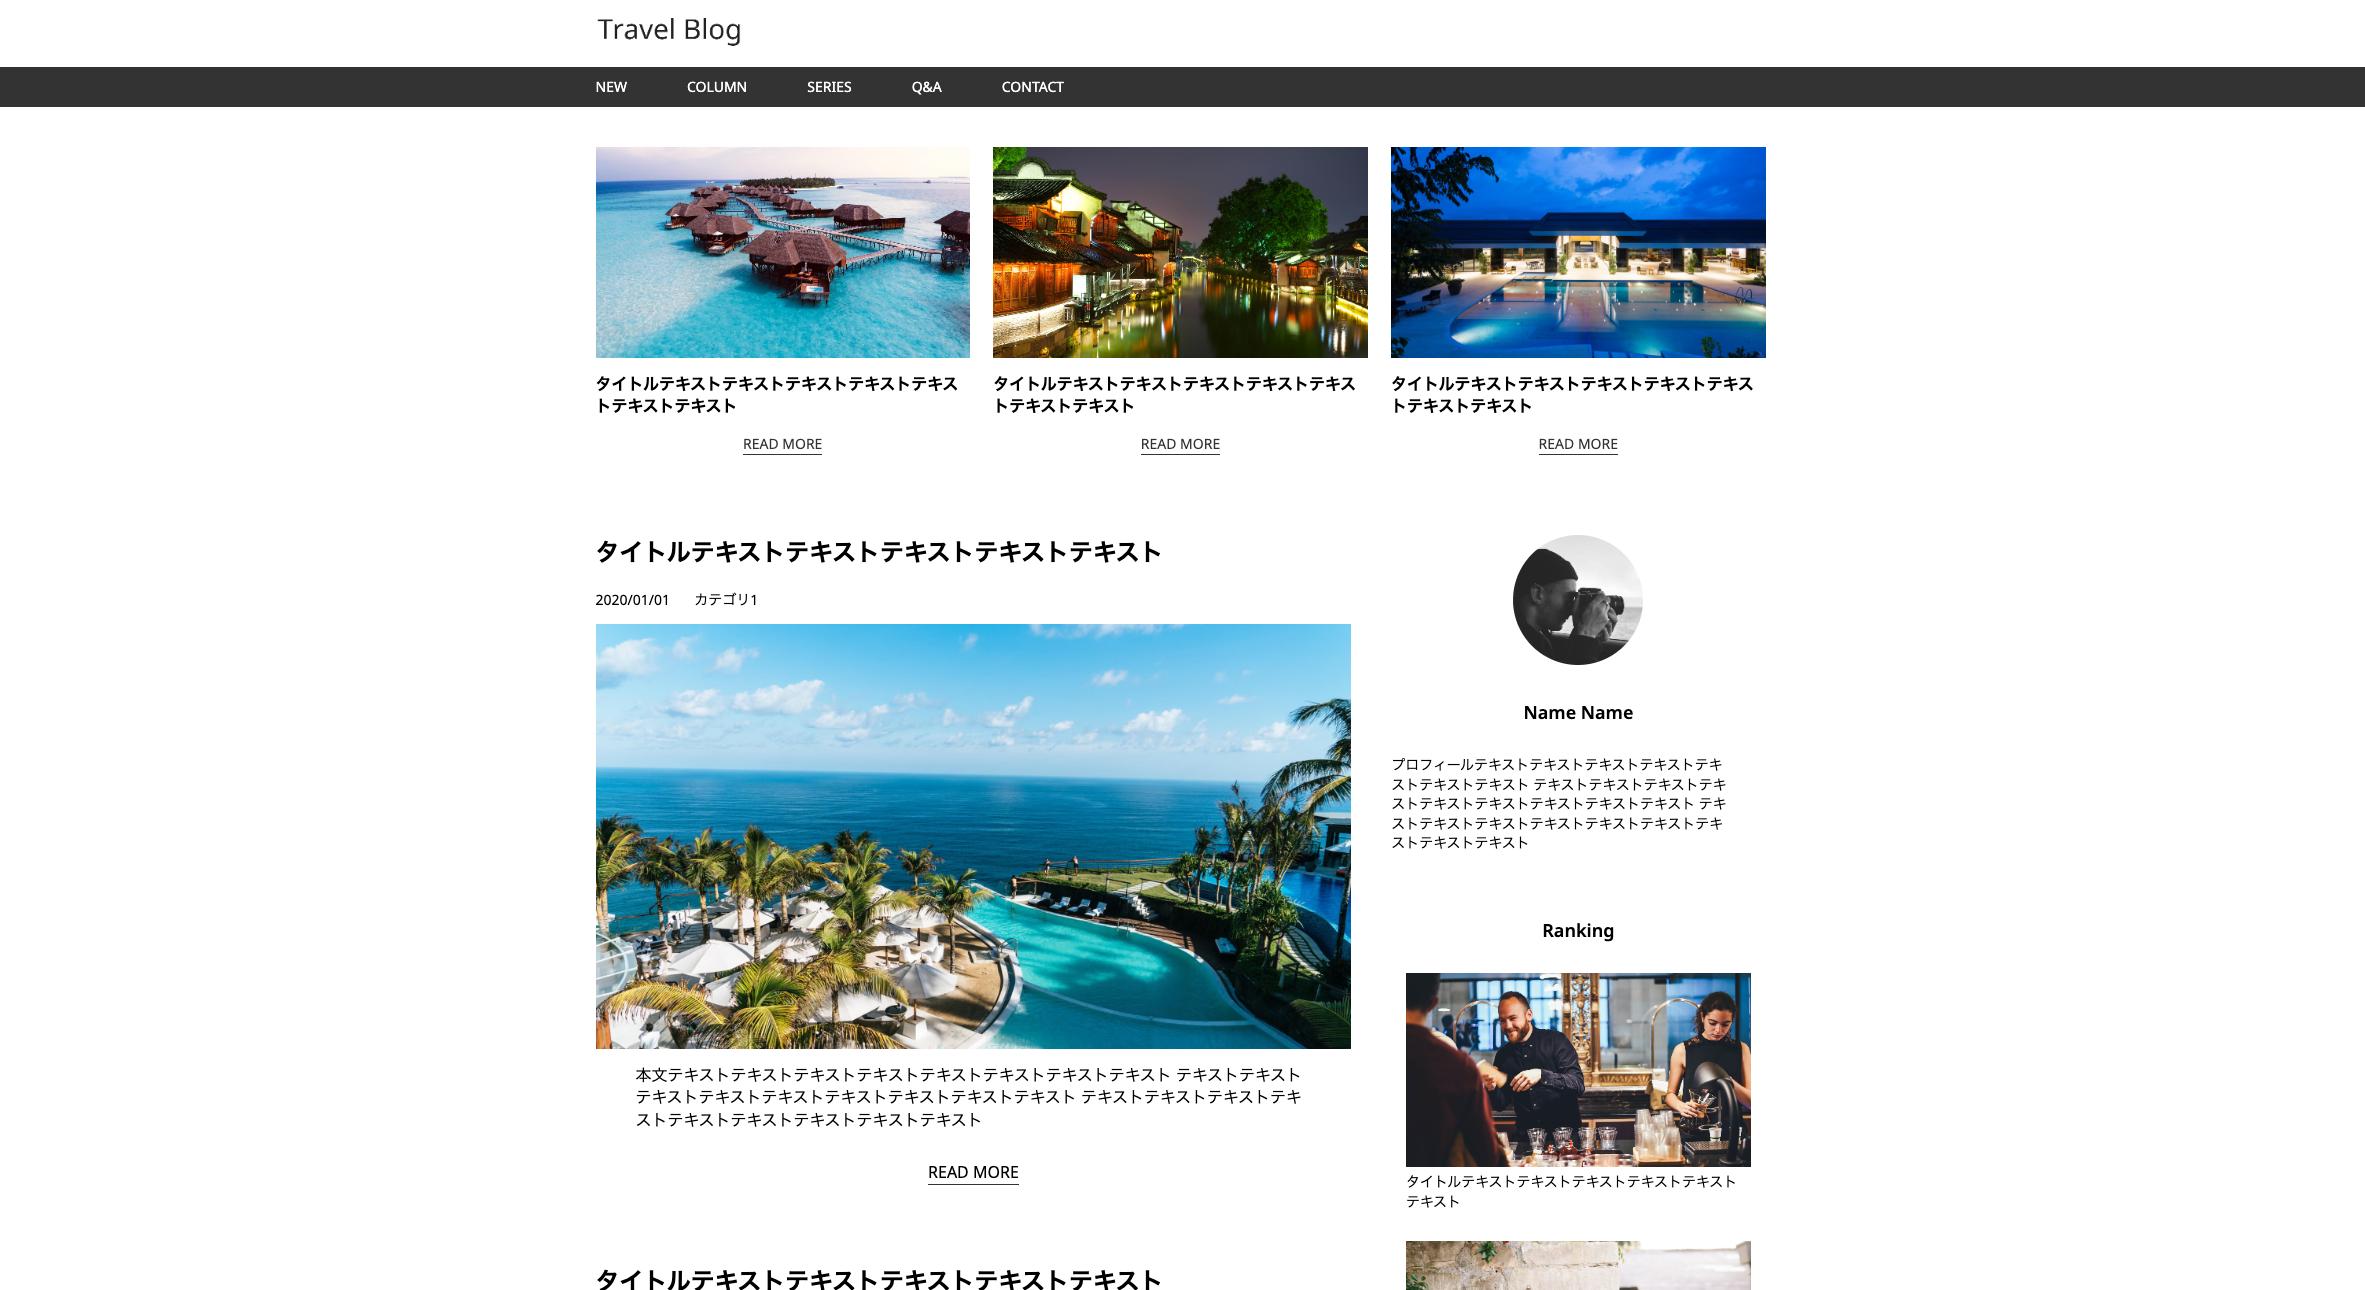 Travel Blog
NEW
COLUMN
SERIES
Q&A
CONTACT
タイトルテキストテキストテキストテキストテキス
トテキストテキスト
READ MORE
タイトルテキストテキストテキストテキストテキス
トテキストテキスト
READ MORE
タイトルテキストテキストテキストテキストテキス
トテキストテキスト
READ MORE
タイトルテキストテキストテキストテキストテキスト
2020/01/01 カテゴリ1
本文テキストテキストテキストテキストテキストテキストテキストテキスト テキストテキスト
テキストテキストテキストテキストテキストテキストテキスト テキストテキストテキストテキ
ストテキストテキストテキストテキストテキスト
READ MORE
タイトルテキストテキストテキストテキストテキスト
Name Name
プロフィールテキストテキストテキストテキストテキ
ストテキストテキスト テキストテキストテキストテキ
ストテキストテキストテキストテキストテキスト テキ
ストテキストテキストテキストテキストテキストテキ
ストテキストテキスト
Ranking
タイトルテキストテキストテキストテキストテキスト
テキスト